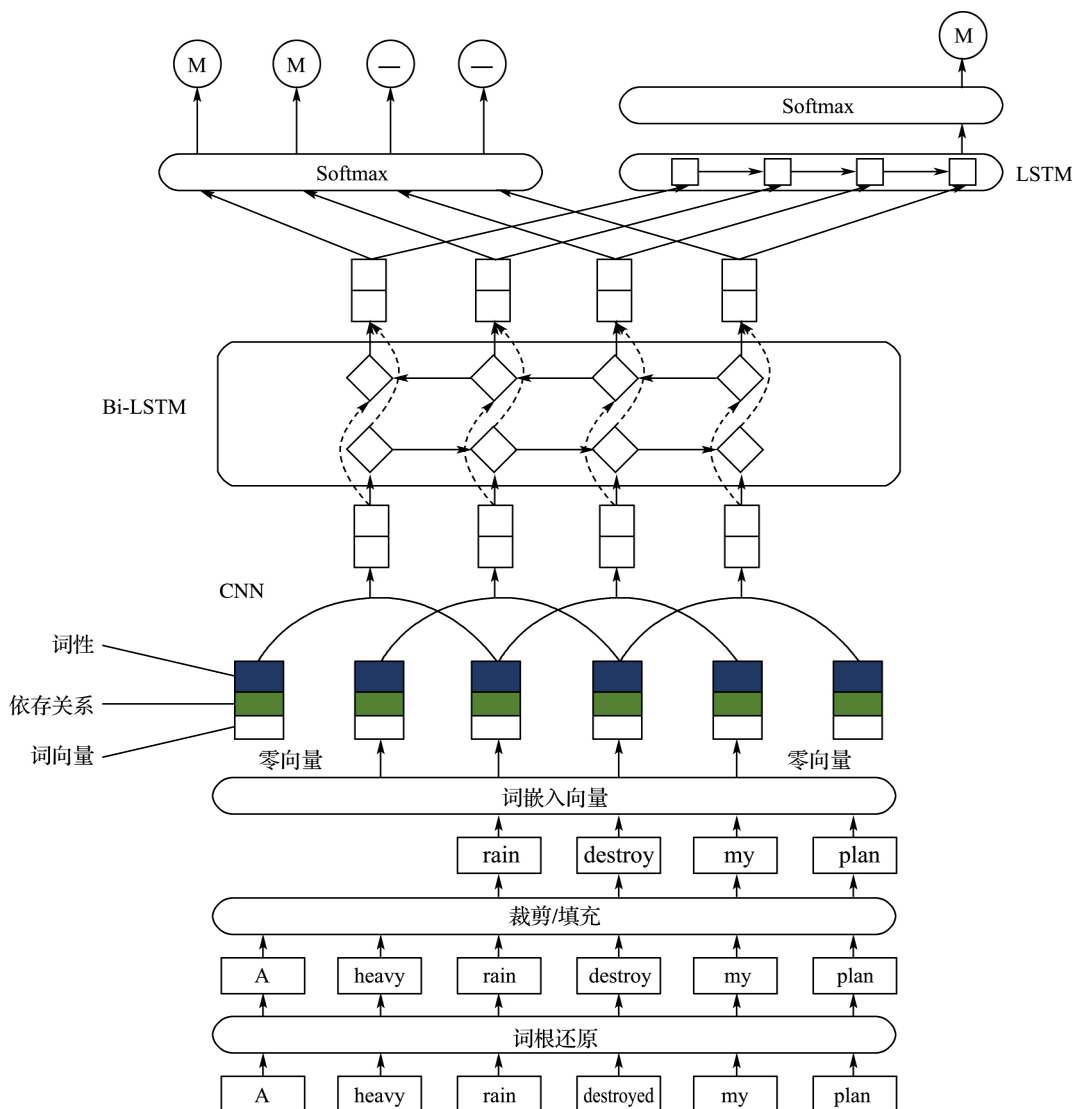 M M — — M
Softmax
Softmax
LSTM
Bi-LSTM
CNN
词性
依存关系
词向量
零向量 零向量
词嵌入向量
rain destroy my plan
裁剪/填充
A heavy rain destroy my plan
词根还原
A heavy rain destroyed my plan